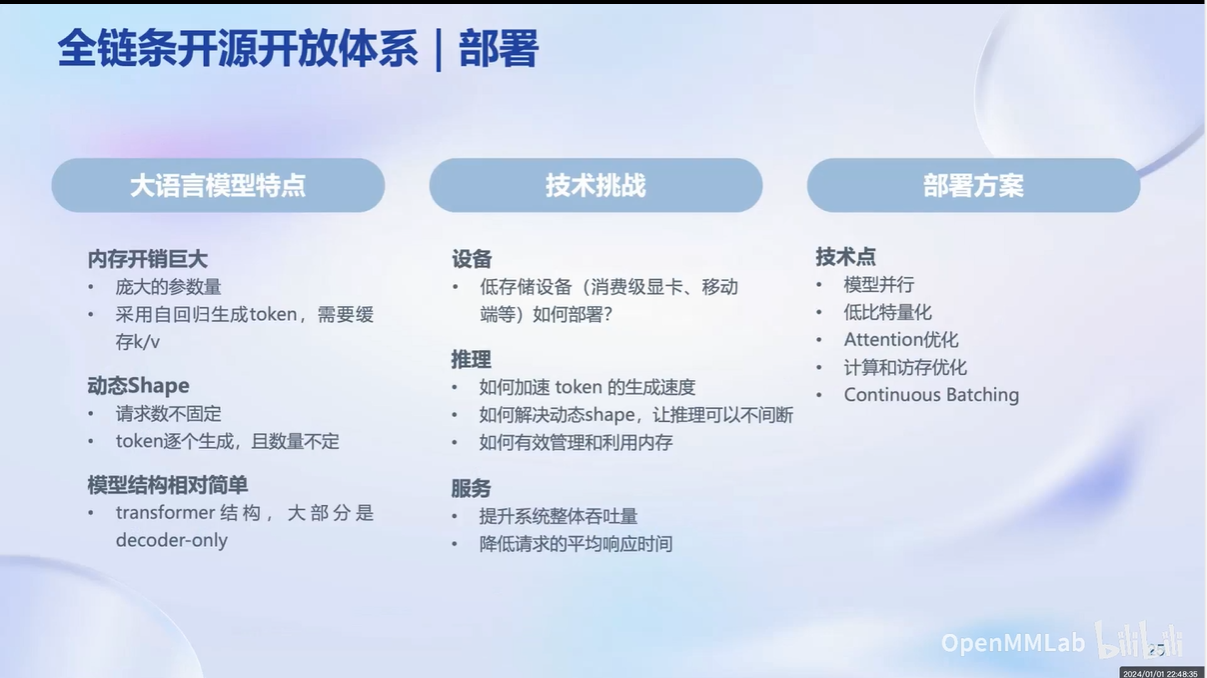 全链条开源开放体系｜部署
大语言模型特点
内存开销巨大
• 庞大的参数量
• 采用自回归生成token，需要缓
存k/v
动态Shape
• 请求数不固定
• token逐个生成，且数量不定
模型结构相对简单
• transformer 结构，大部分是
decoder-only
技术挑战
设备
• 低存储设备（消费级显卡、移动
端等）如何部署？
推理
• 如何加速 token 的生成速度
• 如何解决动态shape，让推理可以不间断
• 如何有效管理和利用内存
服务
• 提升系统整体吞吐量
• 降低请求的平均响应时间
部署方案
技术点
• 模型并行
• 低比特量化
• Attention优化
• 计算和访存优化
• Continuous Batching
OpenMMLab bilibili
25
2024/01/01 22:48:35